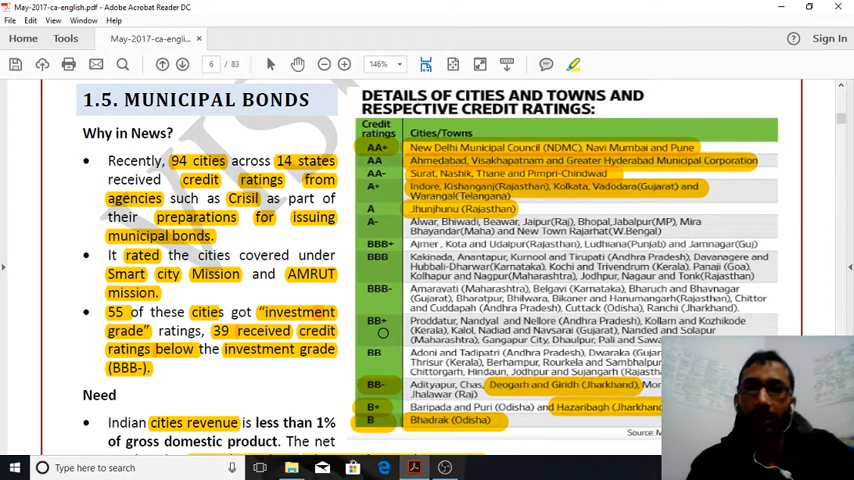 May-2017-ca-english.pdf - Adobe Acrobat Reader DC
File Edit View Window Help
Home Tools May-2017-ca-engli... × Sign In
6 / 83 146%
1.5. MUNICIPAL BONDS
Why in News?
• Recently, 94 cities across 14 states
received credit ratings from
agencies such as Crisil as part of
their preparations for issuing
municipal bonds.
• It rated the cities covered under
Smart city Mission and AMRUT
mission.
• 55 of these cities got “investment
grade” ratings, 39 received credit
ratings below the investment grade
(BBB-).
Need
• Indian cities revenue is less than 1%
of gross domestic product. The net
DETAILS OF CITIES AND TOWNS AND
RESPECTIVE CREDIT RATINGS:
Credit
ratings Cities/Towns
AA+ New Delhi Municipal Council (NDMC), Navi Mumbai and Pune
AA Ahmedabad, Visakhapatnam and Greater Hyderabad Municipal Corporation
AA- Surat, Nashik, Thane and Pimpri-Chindwad
A+ Indore, Kishanganj(Rajasthan), Kolkata, Vadodara(Gujarat) and
Warangal(Telangana)
A Jhunjhunu (Rajasthan)
A- Alwar, Bhiwadi, Beawar, Jaipur(Raj), Bhopal,Jabalpur(MP), Mira
Bhayandar(Maha) and New Town Rajarhat(W.Bengal)
BBB+ Ajmer , Kota and Udaipur(Rajasthan), Ludhiana(Punjab) and Jamnagar(Guj)
BBB Kakinada, Anantapur, Kurnool and Tirupati (Andhra Pradesh), Davanagere and
Hubbali-Dharwar(Karnataka), Kochi and Trivendrum (Kerala), Panaji (Goa),
Kolhapur and Nagpur(Maharashtra), Jodhpur, Nagaur and Tonk(Rajasthan)
BBB- Amaravati (Maharashtra), Belgavi (Karnataka), Bharuch and Bhavnagar
(Gujarat), Bharatpur, Bhilwara, Bikaner and Hanumangarh(Rajasthan), Chittor
and Cuddapah (Andhra Pradesh), Cuttack (Odisha), Ranchi (Jharkhand).
BB+ Proddatur, Nandyal and Nellore (Andhra Pradesh), Kollam and Kozhikode
(Kerala), Kalol, Nadiad and Navsari (Gujarat), Nanded and Solapur
(Maharashtra), Gangapur City, Dhaulpur, Pali and Sawai
BB Adoni and Tadipatri (Andhra Pradesh), Dwaraka
Thrisur (Kerala), Berhampur, Rourkela and Sambhalpur
Chittorgarh, Hindaun, Jodhpur and Sujangarh
BB- Adityapur, Chas, Deogarh and Giridh (Jharkhand),
Jhalawar (Raj)
B+ Baripada and Puri (Odisha) and Hazaribagh
B Bhadrak (Odisha)
Source:
Type here to search